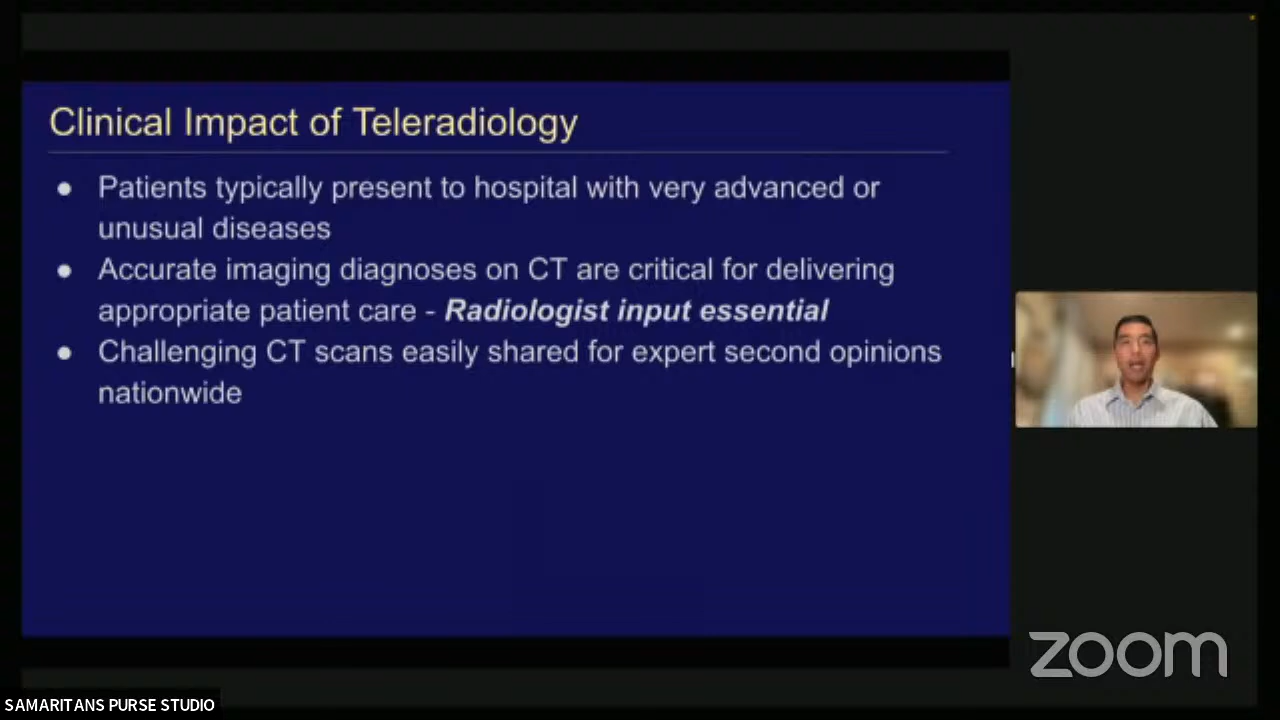 Clinical Impact of Teleradiology
● Patients typically present to hospital with very advanced or
unusual diseases
● Accurate imaging diagnoses on CT are critical for delivering
appropriate patient care - Radiologist input essential
● Challenging CT scans easily shared for expert second opinions
nationwide
zoom
SAMARITANS PURSE STUDIO